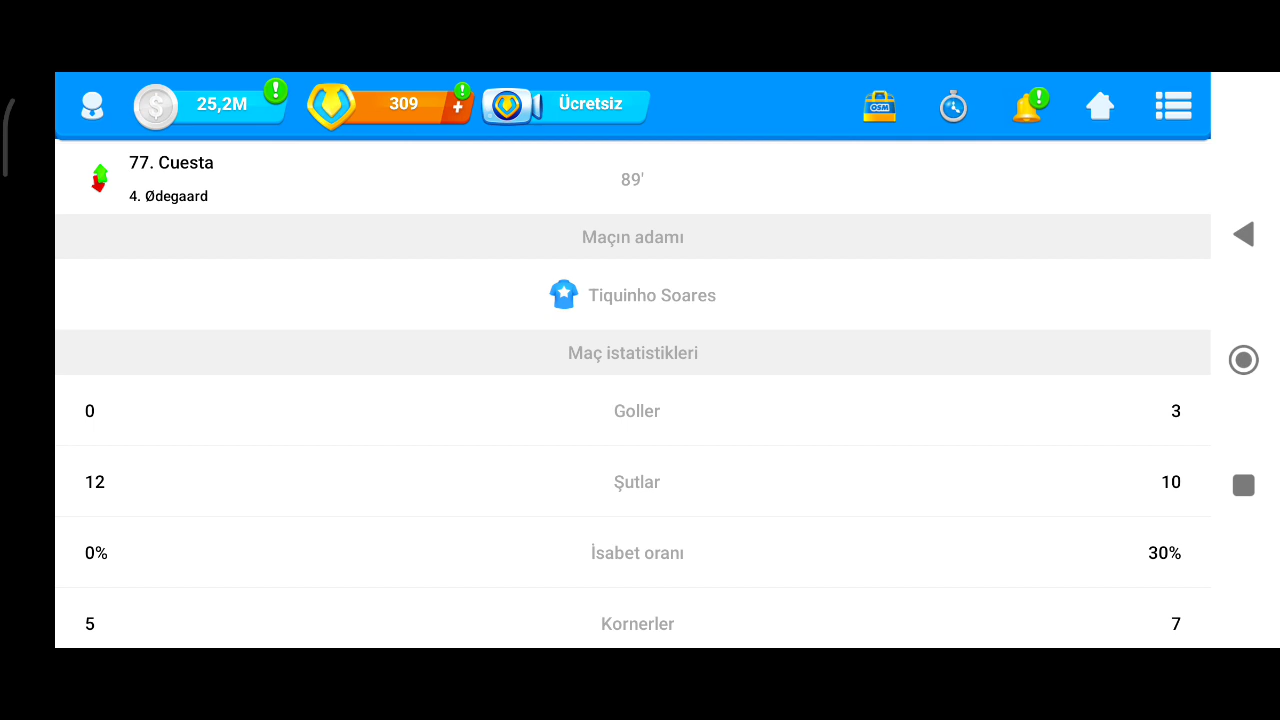 25,2M
309
Ücretsiz
OSM
77. Cuesta
4. Ødegaard
89'
Maçın adamı
Tiquinho Soares
Maç istatistikleri
0 Goller 3
12 Şutlar 10
0% İsabet oranı 30%
5 Kornerler 7